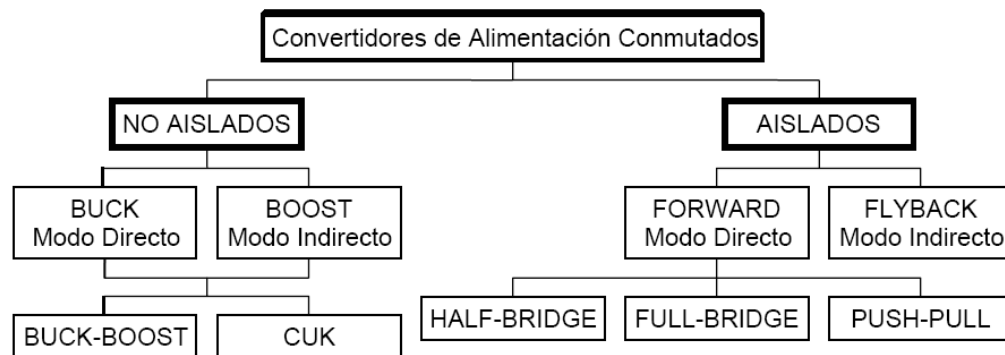 Convertidores de Alimentación Conmutados
NO AISLADOS
AISLADOS
BUCK
Modo Directo
BOOST
Modo Indirecto
FORWARD
Modo Directo
FLYBACK
Modo Indirecto
BUCK-BOOST
CUK
HALF-BRIDGE
FULL-BRIDGE
PUSH-PULL